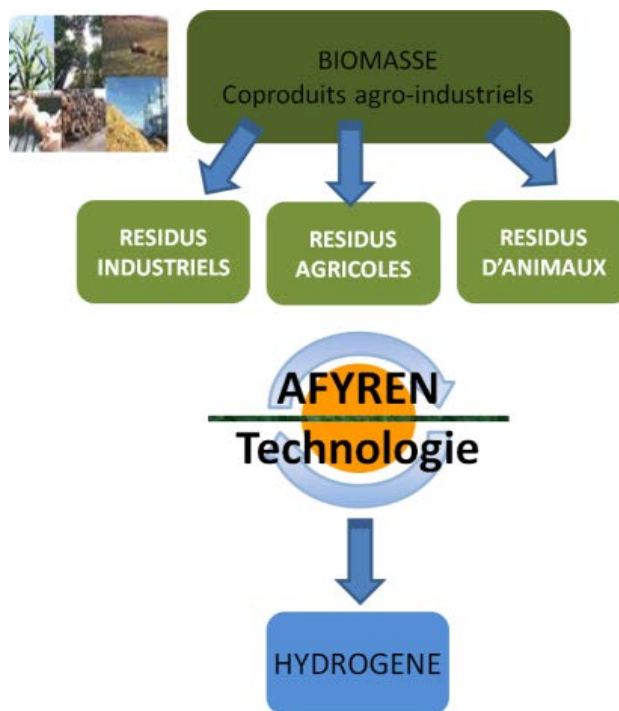 BIOMASSE
Coproduits agro-industriels
RESIDUS
INDUSTRIELS
RESIDUS
AGRICOLES
RESIDUS
D'ANIMAUX
AFYREN
Technologie
HYDROGENE